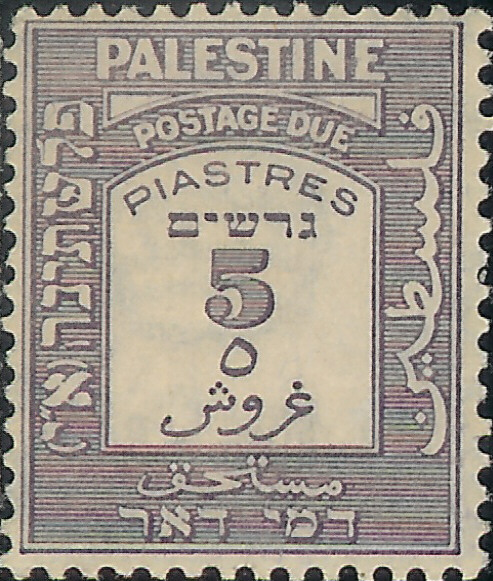 PALESTINE
POSTAGE DUE
פלשתינה (א״י)
فلسطين
PIASTRES
גרשים
5
٥
غروش
مستحق
דמי דאר